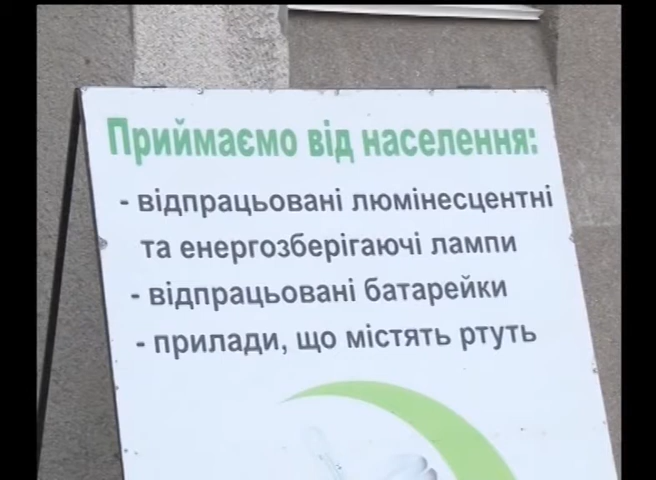 Приймаємо від населення:
- відпрацьовані люмінесцентні
та енергозберігаючі лампи
- відпрацьовані батарейки
- прилади, що містять ртуть